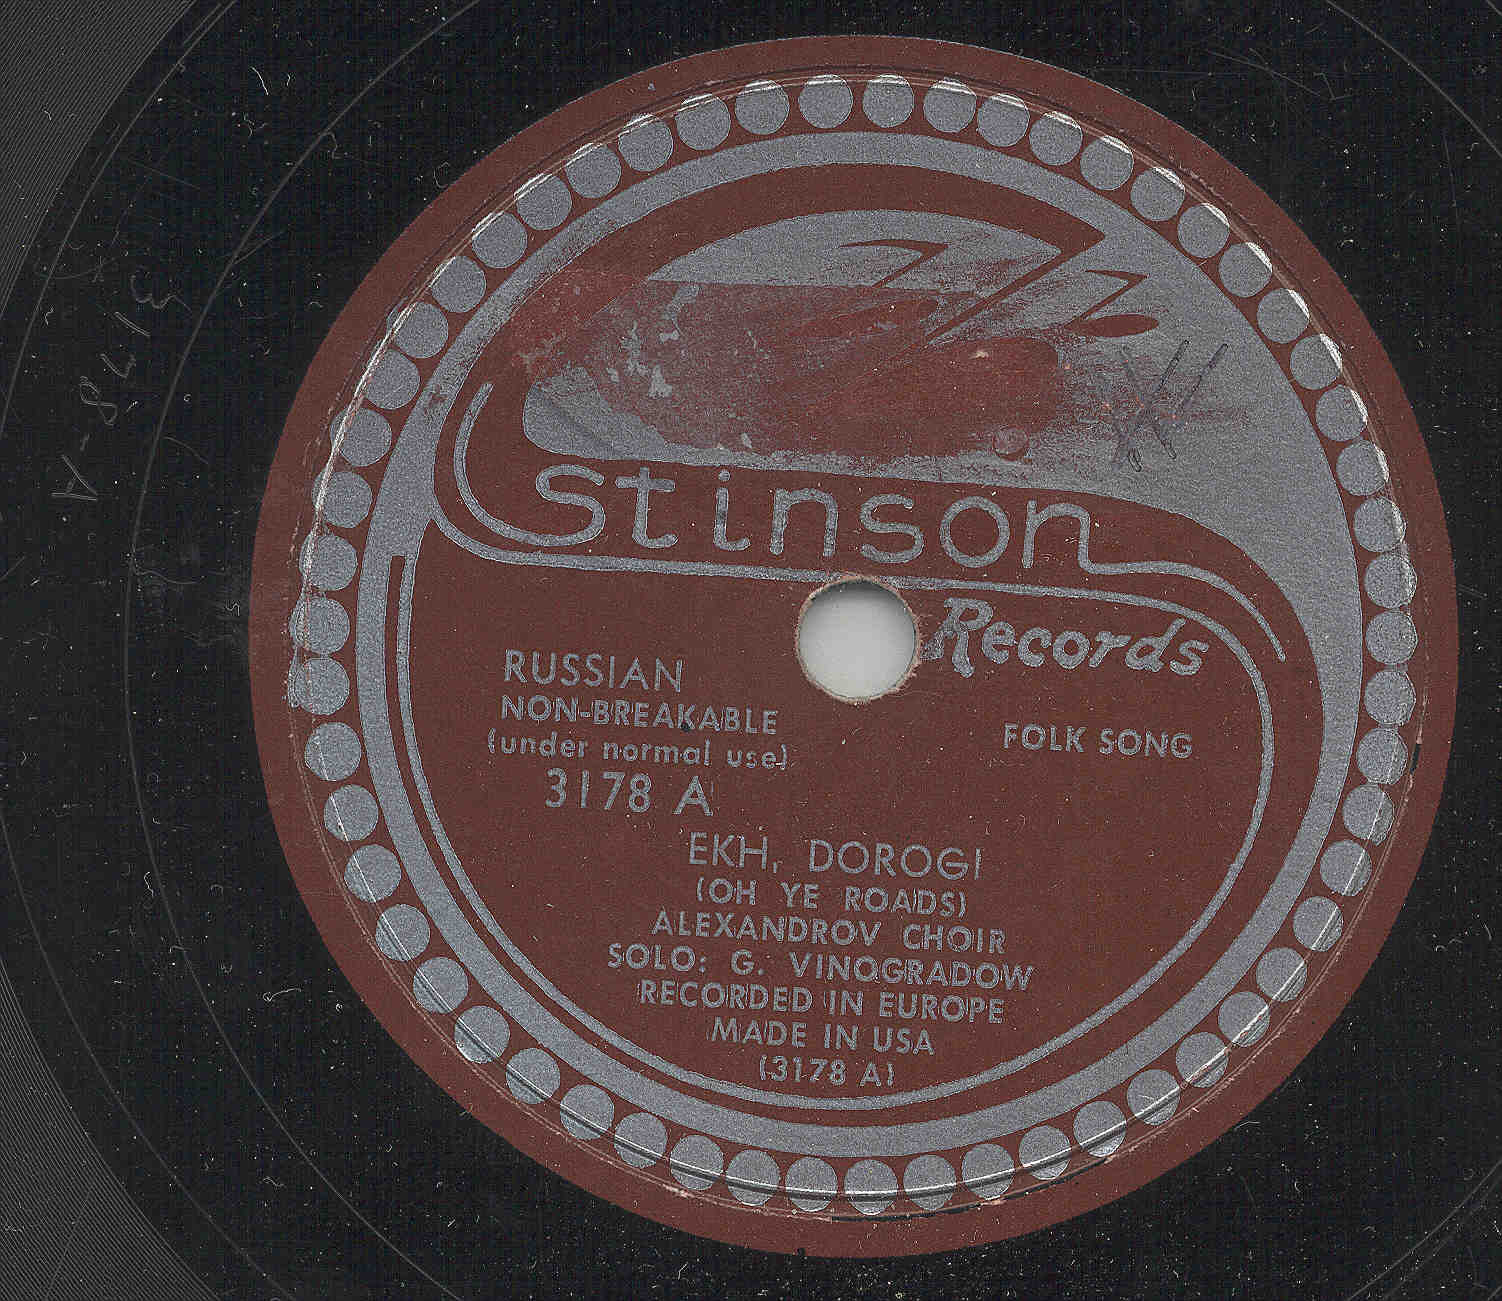 Stinson
Records
RUSSIAN
NON-BREAKABLE
(under normal use)
3178 A
FOLK SONG
EKH, DOROGI
(OH YE ROADS)
ALEXANDROV CHOIR
SOLO: G. VINOGRADOW
RECORDED IN EUROPE
MADE IN USA
(3178 A)
3178-A